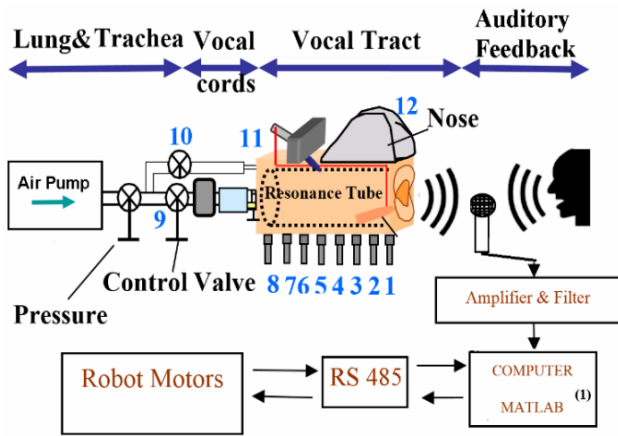 Lung&Trachea
Vocal
cords
Vocal Tract
Auditory
Feedback
12
Nose
11
10
Air Pump
Resonance Tube
9
8 7 6 5 4 3 2 1
Control Valve
Pressure
Amplifier & Filter
Robot Motors
RS 485
COMPUTER
MATLAB (1)